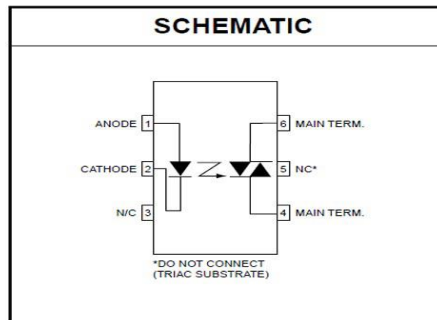 SCHEMATIC
ANODE 1
6 MAIN TERM.
CATHODE 2
5 NC*
N/C 3
4 MAIN TERM.
*DO NOT CONNECT
(TRIAC SUBSTRATE)